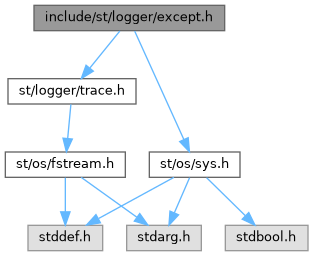 include/st/logger/except.h
st/logger/trace.h
st/os/fstream.h
st/os/sys.h
stddef.h
stdarg.h
stdbool.h